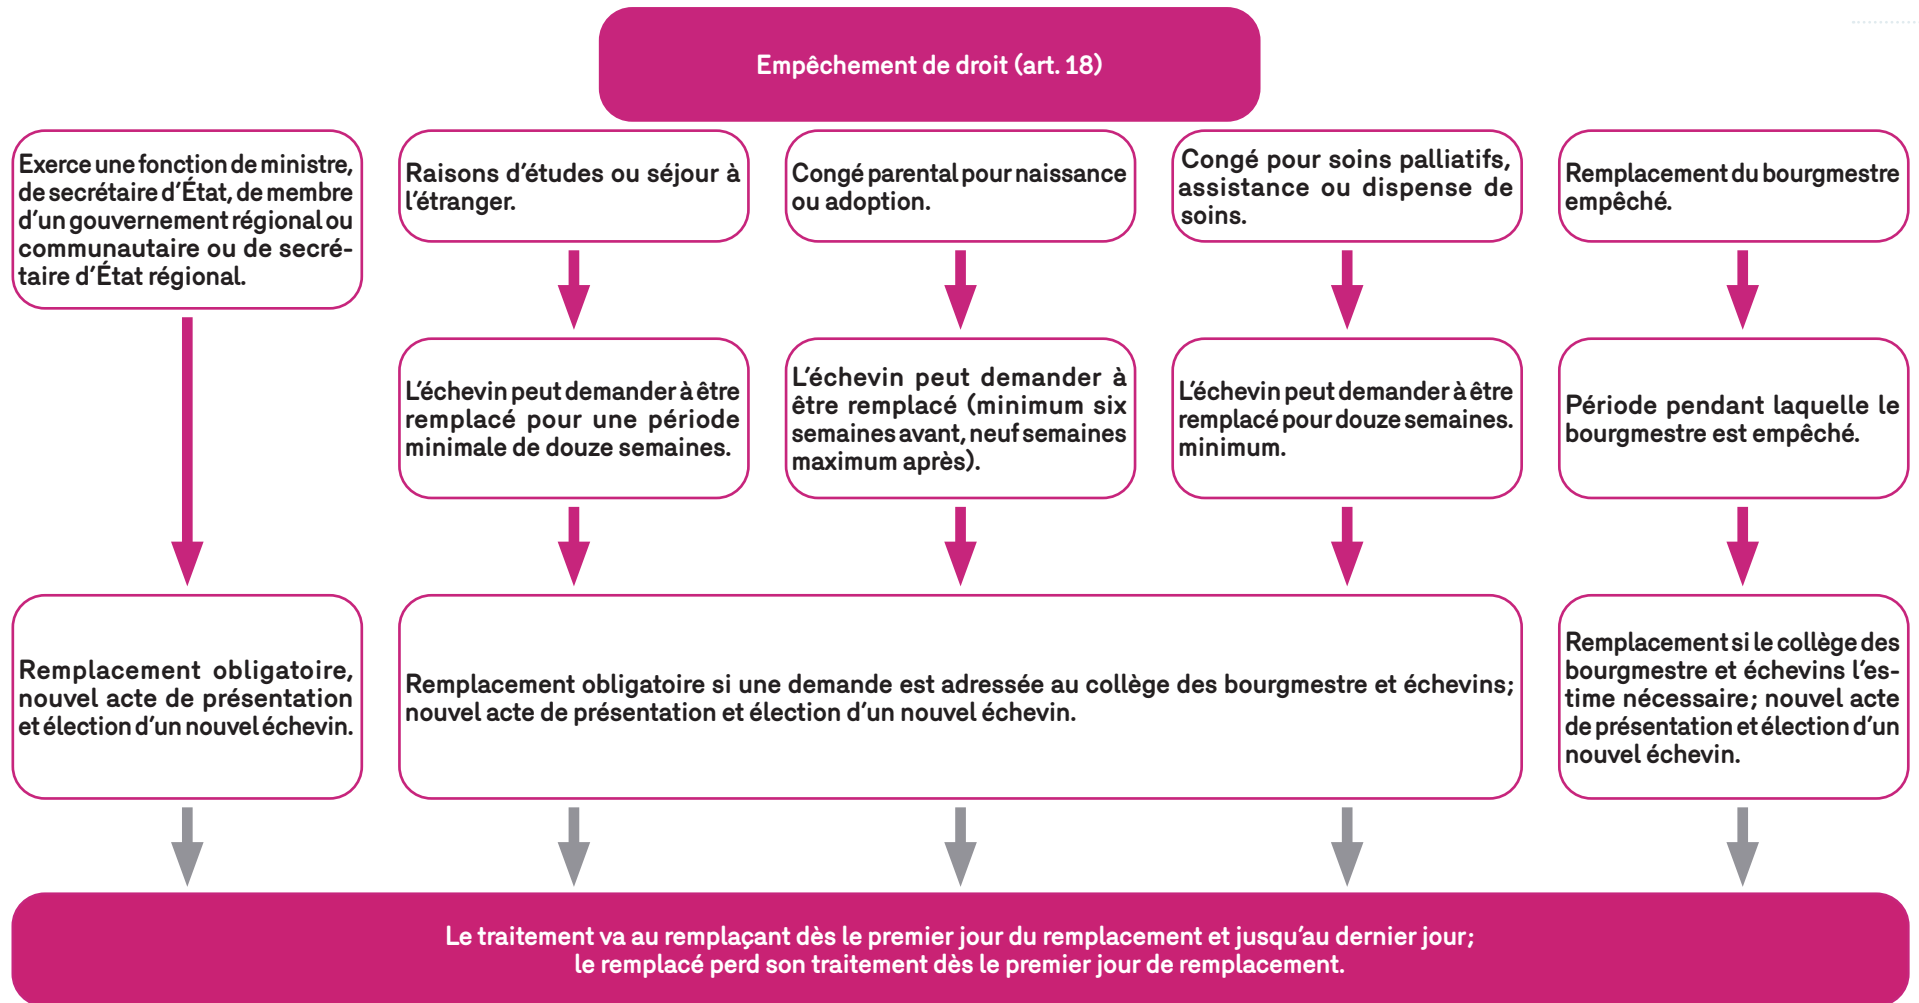 Empêchement de droit (art. 18)
Exerce une fonction de ministre,
de secrétaire d’État, de membre
d’un gouvernement régional ou
communautaire ou de secré-
taire d’État régional.
Raisons d’études ou séjour à
l’étranger.
Congé parental pour naissance
ou adoption.
Congé pour soins palliatifs,
assistance ou dispense de
soins.
Remplacement du bourgmestre
empêché.
L’échevin peut demander à être
remplacé pour une période
minimale de douze semaines.
L’échevin peut demander à
être remplacé (minimum six
semaines avant, neuf semaines
maximum après).
L’échevin peut demander à être
remplacé pour douze semaines.
minimum.
Période pendant laquelle le
bourgmestre est empêché.
Remplacement obligatoire,
nouvel acte de présentation
et élection d’un nouvel échevin.
Remplacement obligatoire si une demande est adressée au collège des bourgmestre et échevins;
nouvel acte de présentation et élection d’un nouvel échevin.
Remplacement si le collège des
bourgmestre et échevins l’es-
time nécessaire; nouvel acte
de présentation et élection d’un
nouvel échevin.
Le traitement va au remplaçant dès le premier jour du remplacement et jusqu’au dernier jour;
le remplacé perd son traitement dès le premier jour de remplacement.